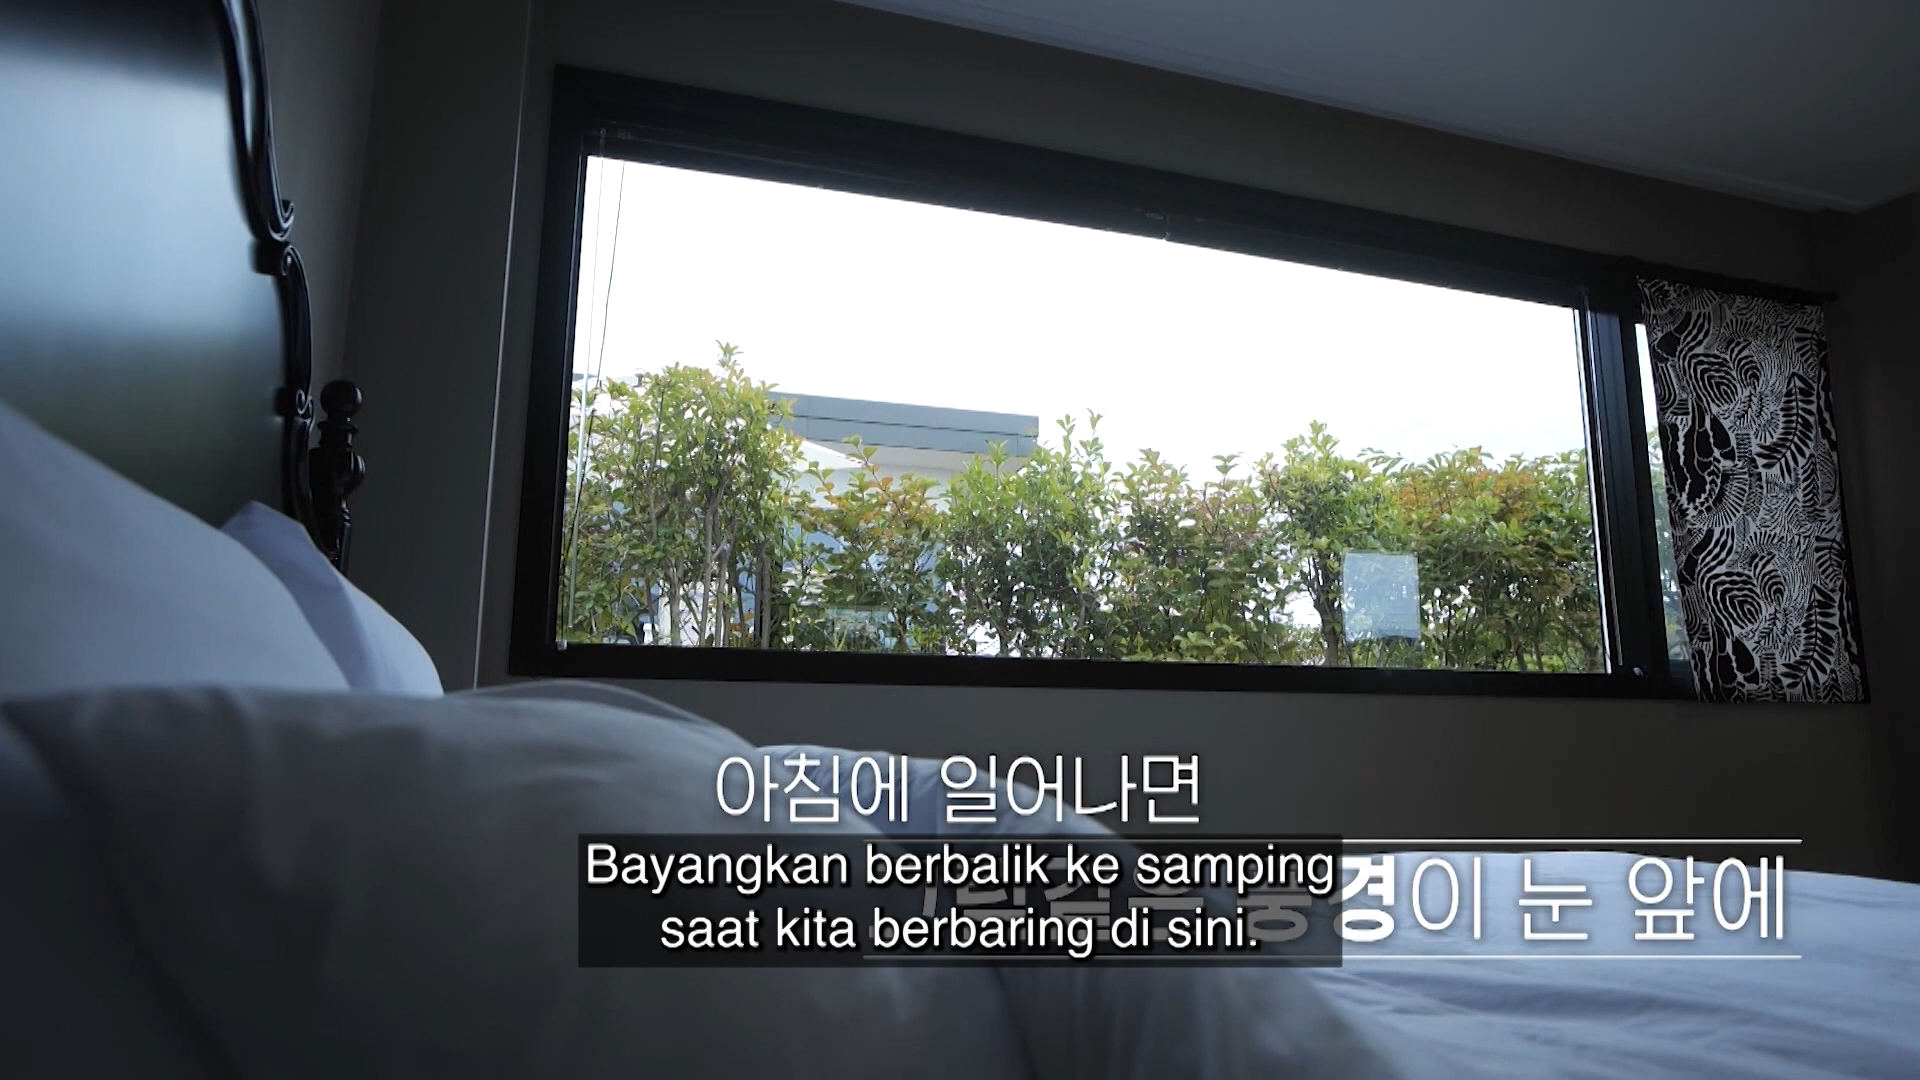 아침에 일어나면
Bayangkan berbalik ke samping
saat kita berbaring di sini.
풍경이 눈 앞에